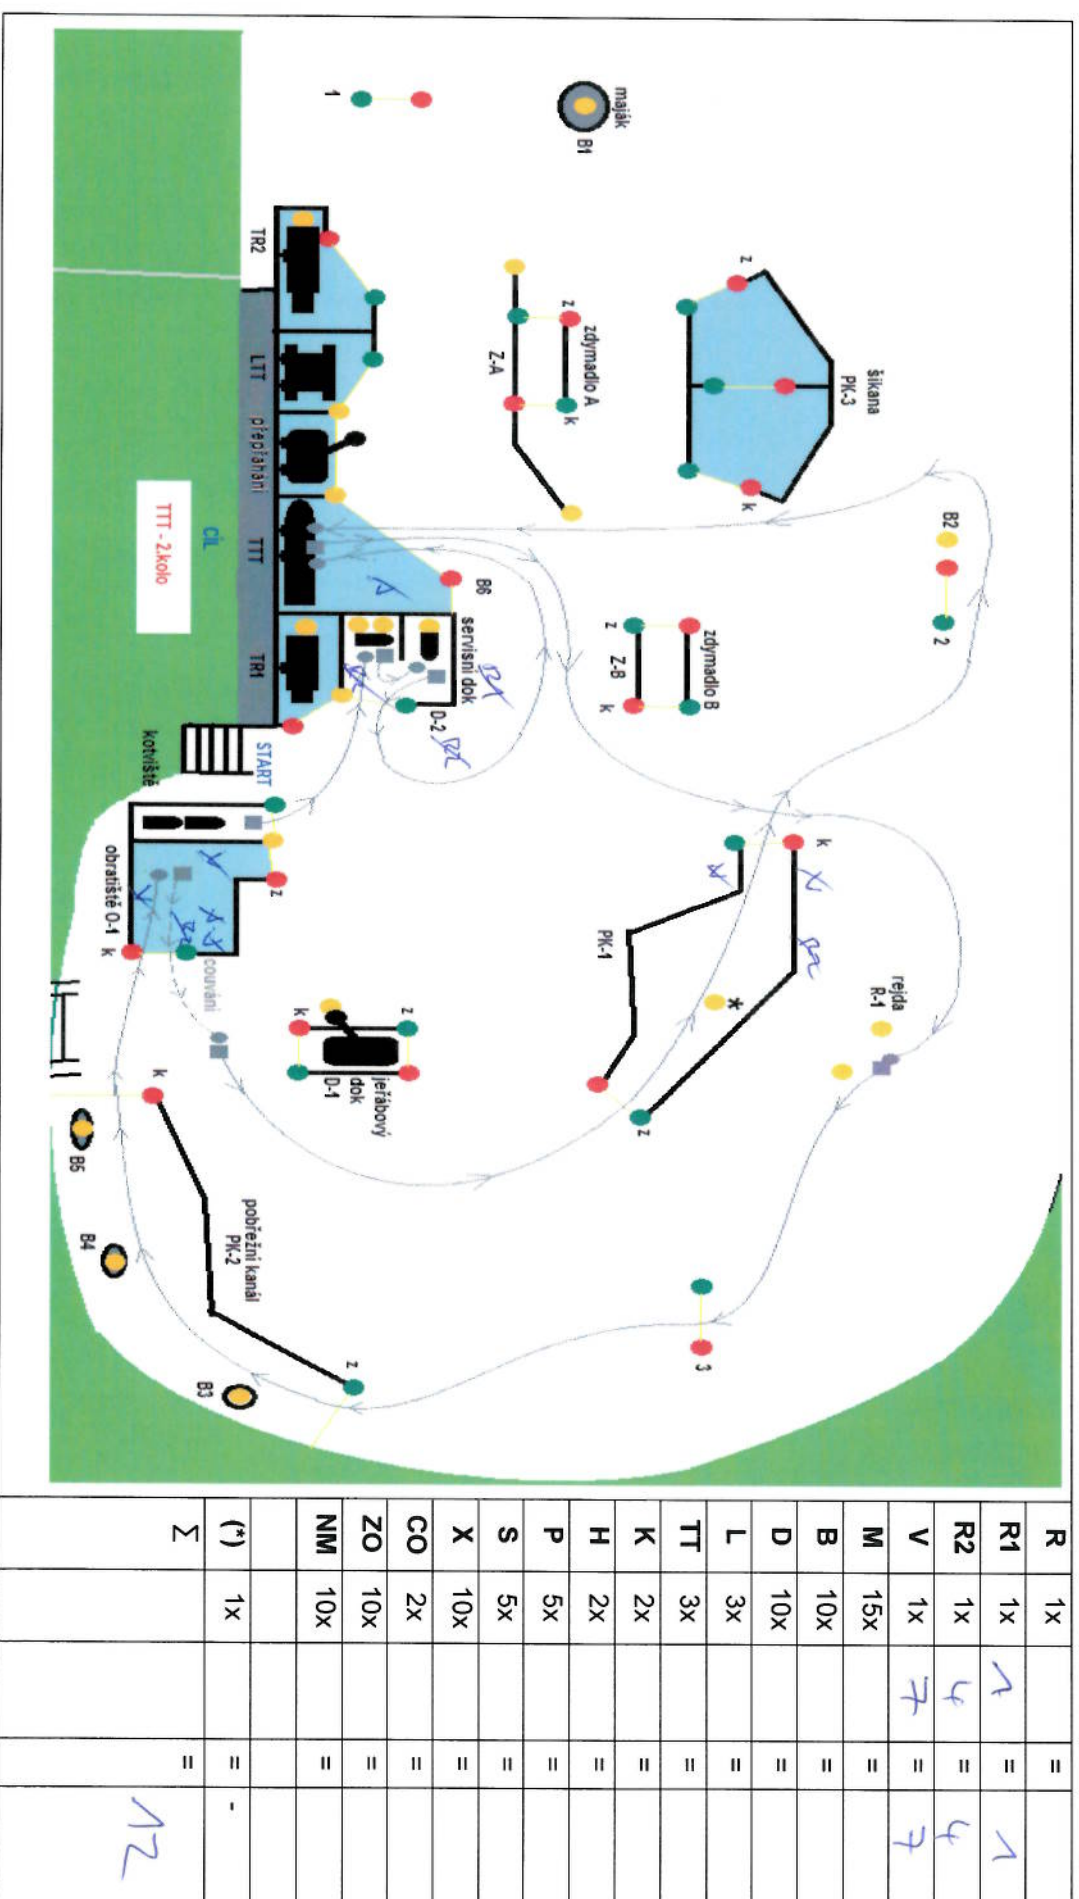 maják
B1
1
šikana
PK-3
z
k
zdymadlo A
z
k
Z-A
B2
2
zdymadlo B
z
Z-B
k
B6
TR2
LTT
přepřahání
TTT
TR1
CÍL
TTT - 2.kolo
servisní dok
D-2
START
kotviště
obratiště O-1
z
k
couvání
k
PK-1
*
z
rejda
R-1
z
k
jeřábový
dok
D-1
3
k
pobřežní kanál
PK-2
z
B5
B4
B3
R 1x =
R1 1x 1 = 1
R2 1x 4 = 4
V 1x 7 = 7
M 15x =
B 10x =
D 10x =
L 3x =
TT 3x =
K 2x =
H 2x =
P 5x =
S 5x =
X 10x =
CO 2x =
ZO 10x =
NM 10x =
(*) 1x = -
Σ = 12